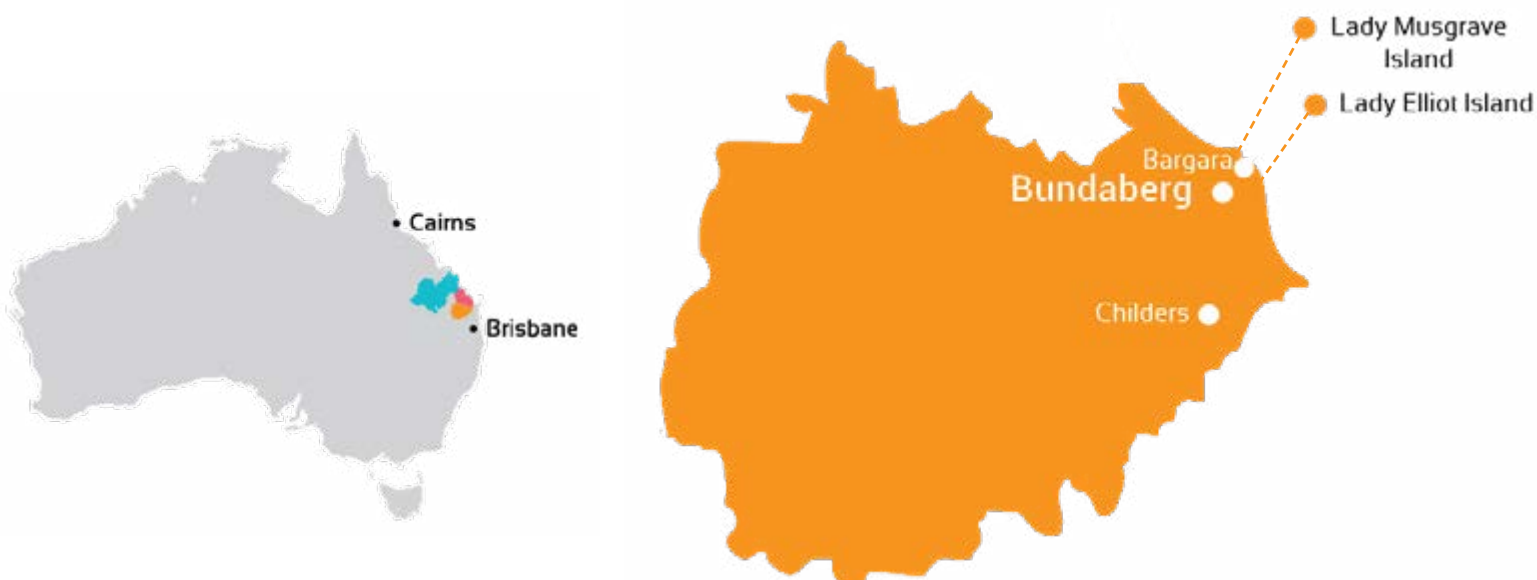 Cairns
Brisbane
Lady Musgrave
Island
Lady Elliot Island
Bargara
Bundaberg
Childers